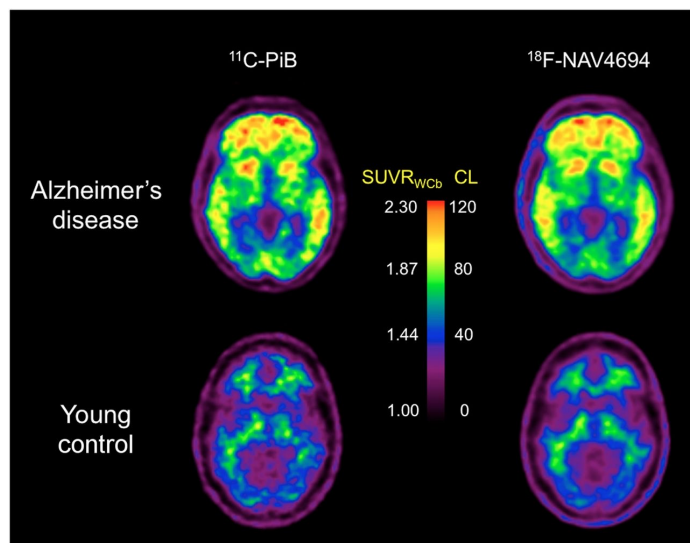 ¹¹C-PiB ¹⁸F-NAV4694
Alzheimer’s
disease
SUVR_WCb CL
2.30 120
1.87 80
1.44 40
1.00 0
Young
control